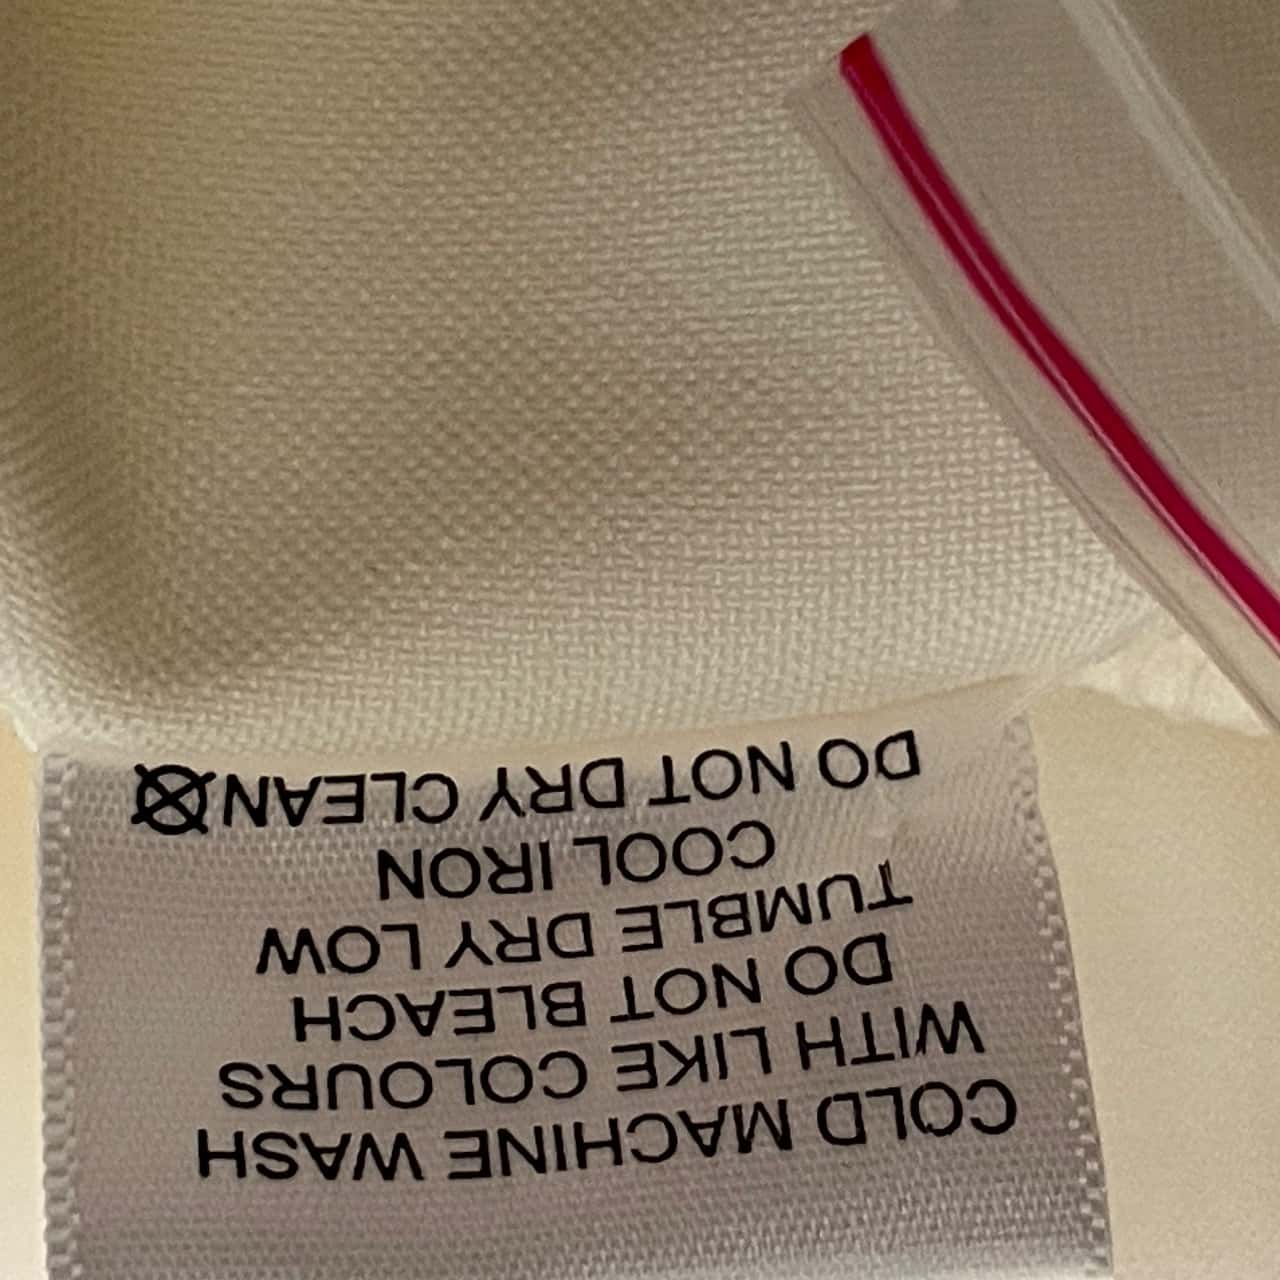 COLD MACHINE WASH
WITH LIKE COLOURS
DO NOT BLEACH
TUMBLE DRY LOW
COOL IRON
DO NOT DRY CLEAN